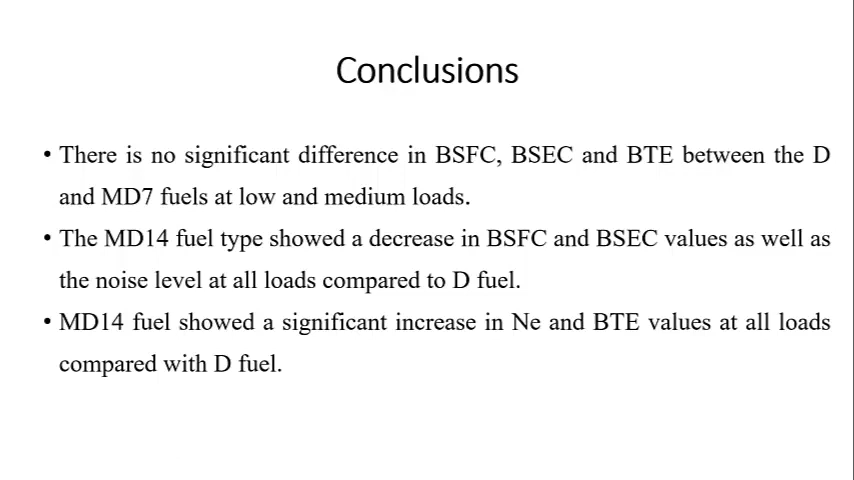 Conclusions
• There is no significant difference in BSFC, BSEC and BTE between the D
and MD7 fuels at low and medium loads.
• The MD14 fuel type showed a decrease in BSFC and BSEC values as well as
the noise level at all loads compared to D fuel.
• MD14 fuel showed a significant increase in Ne and BTE values at all loads
compared with D fuel.